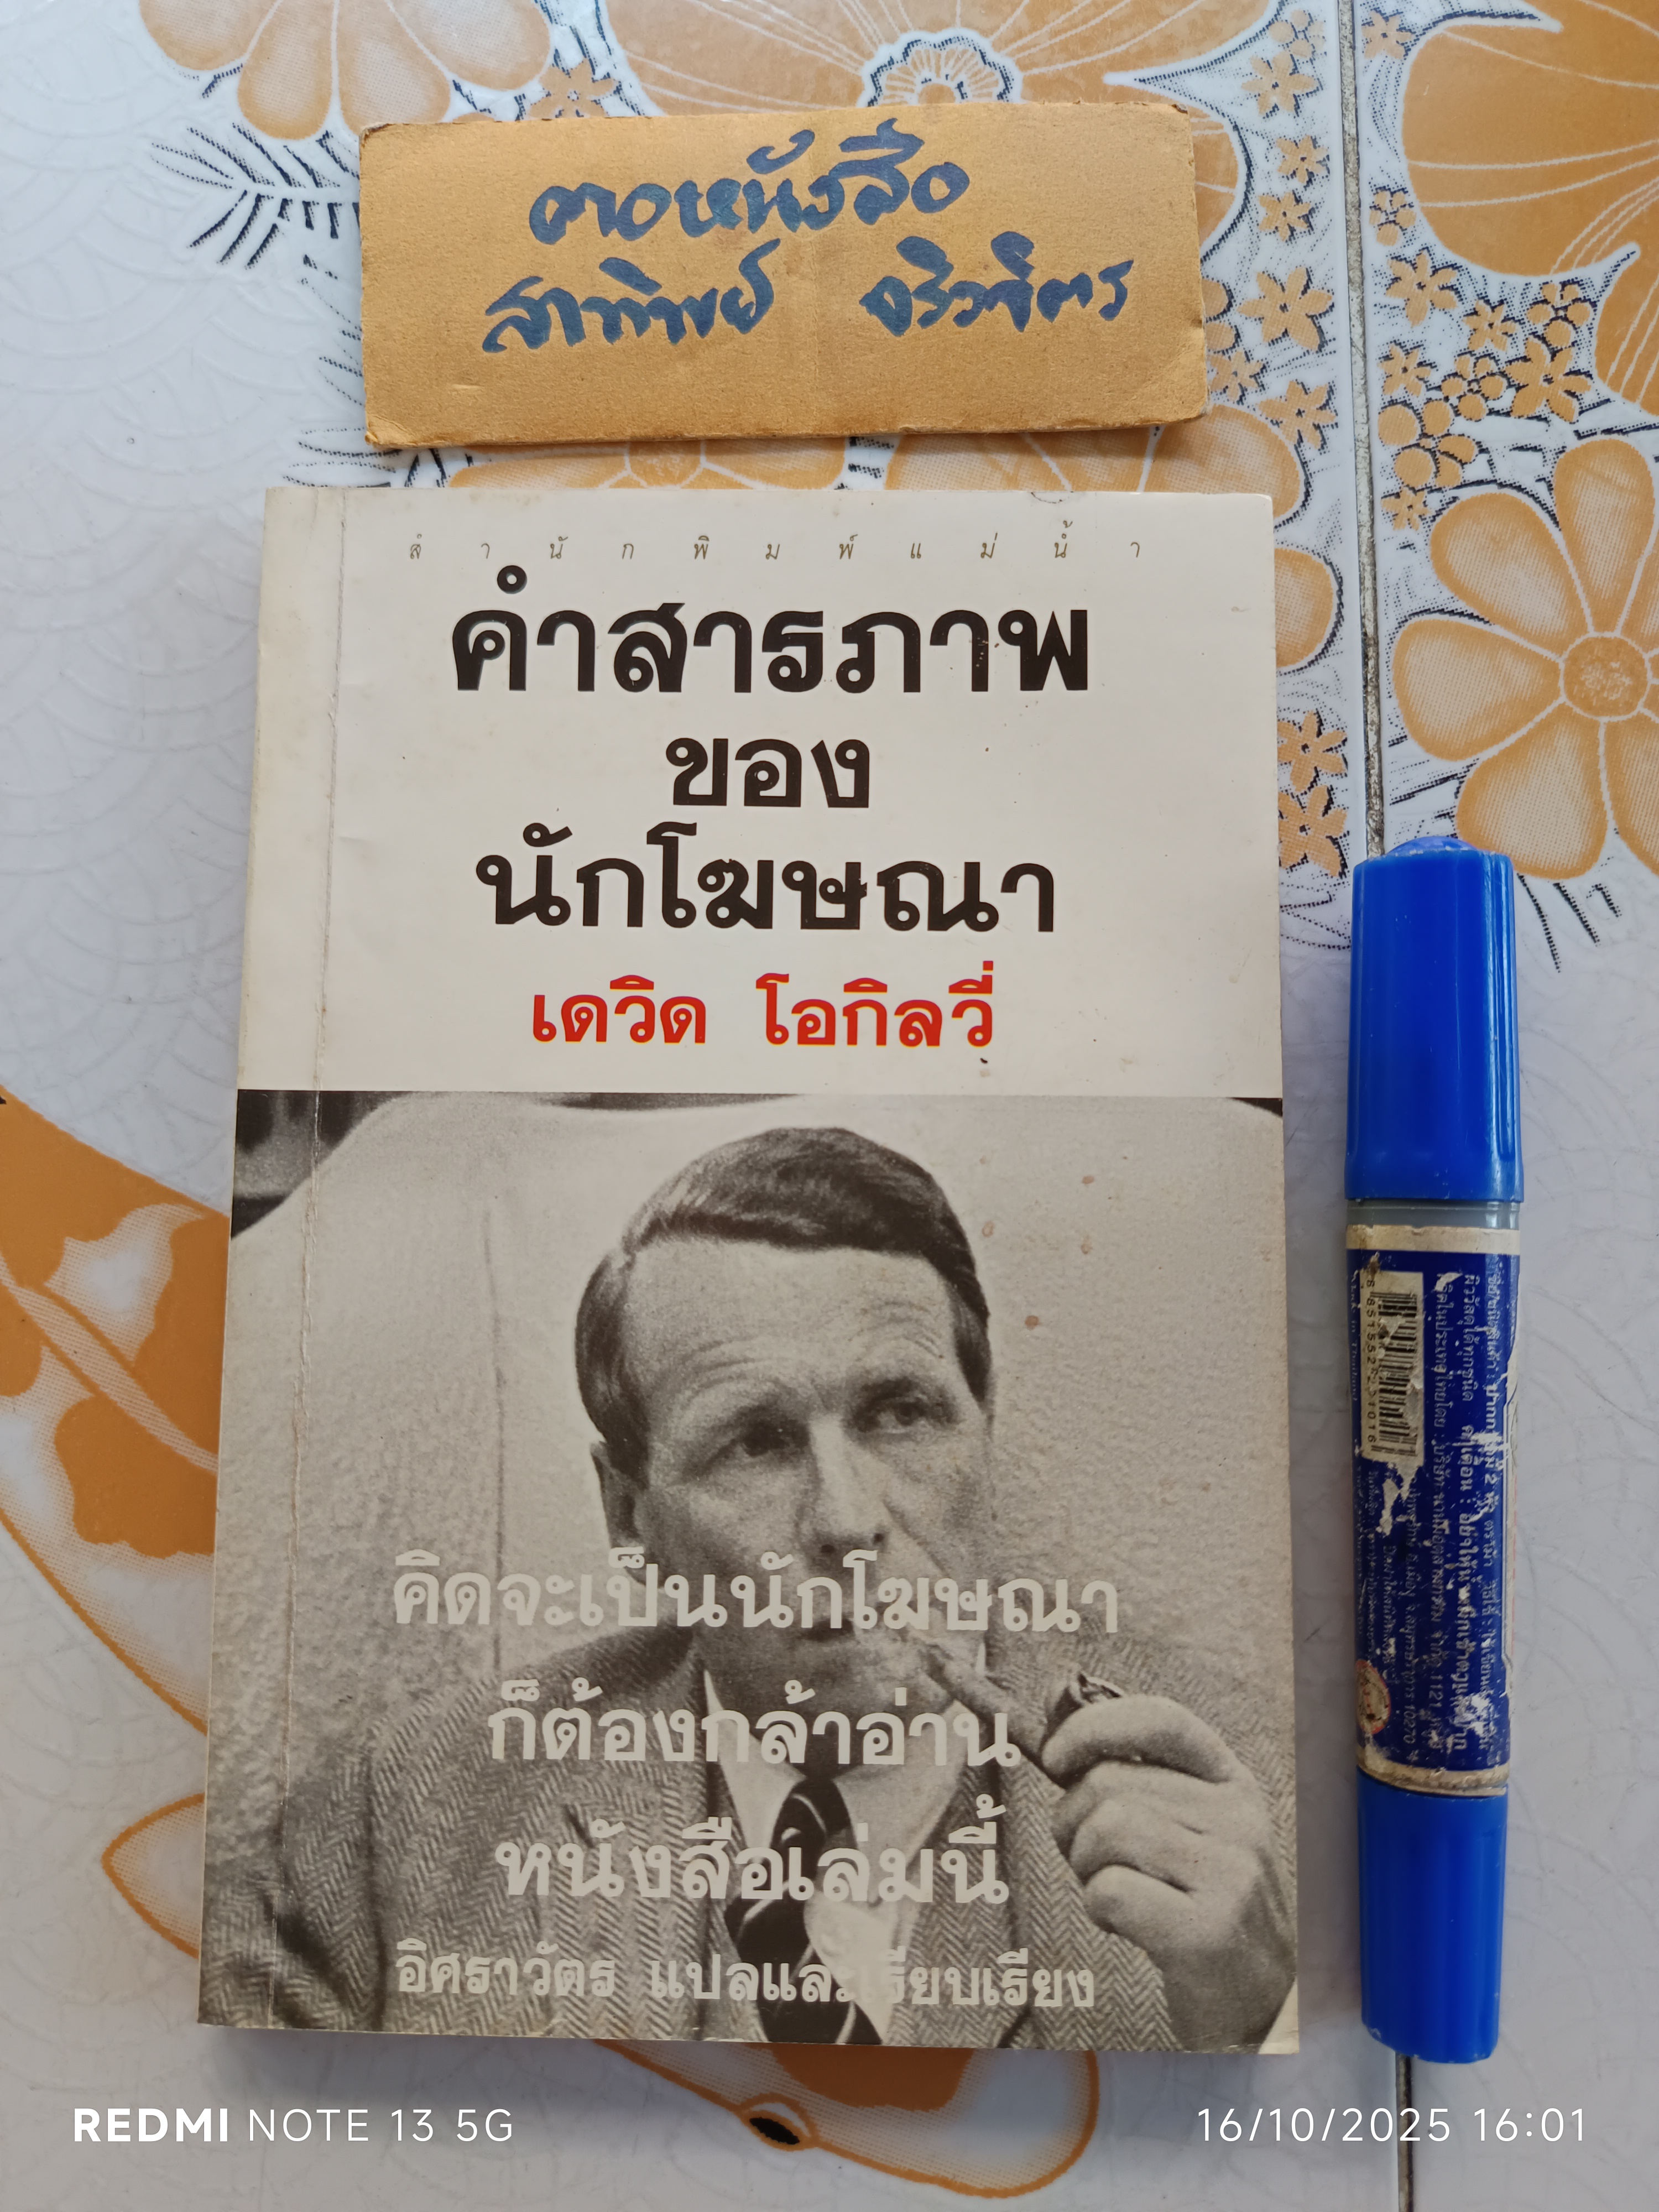 ฅอหนังสือ
สาทิพย์ จริวจิตร
สำนักพิมพ์แม่น้ำ
คำสารภาพ
ของ
นักโฆษณา
เดวิด โอกิลวี่
คิดจะเป็นนักโฆษณา
ก็ต้องกล้าอ่าน
หนังสือเล่มนี้
อิศราวัตร แปลและเรียบเรียง
REDMI NOTE 13 5G
16/10/2025 16:01